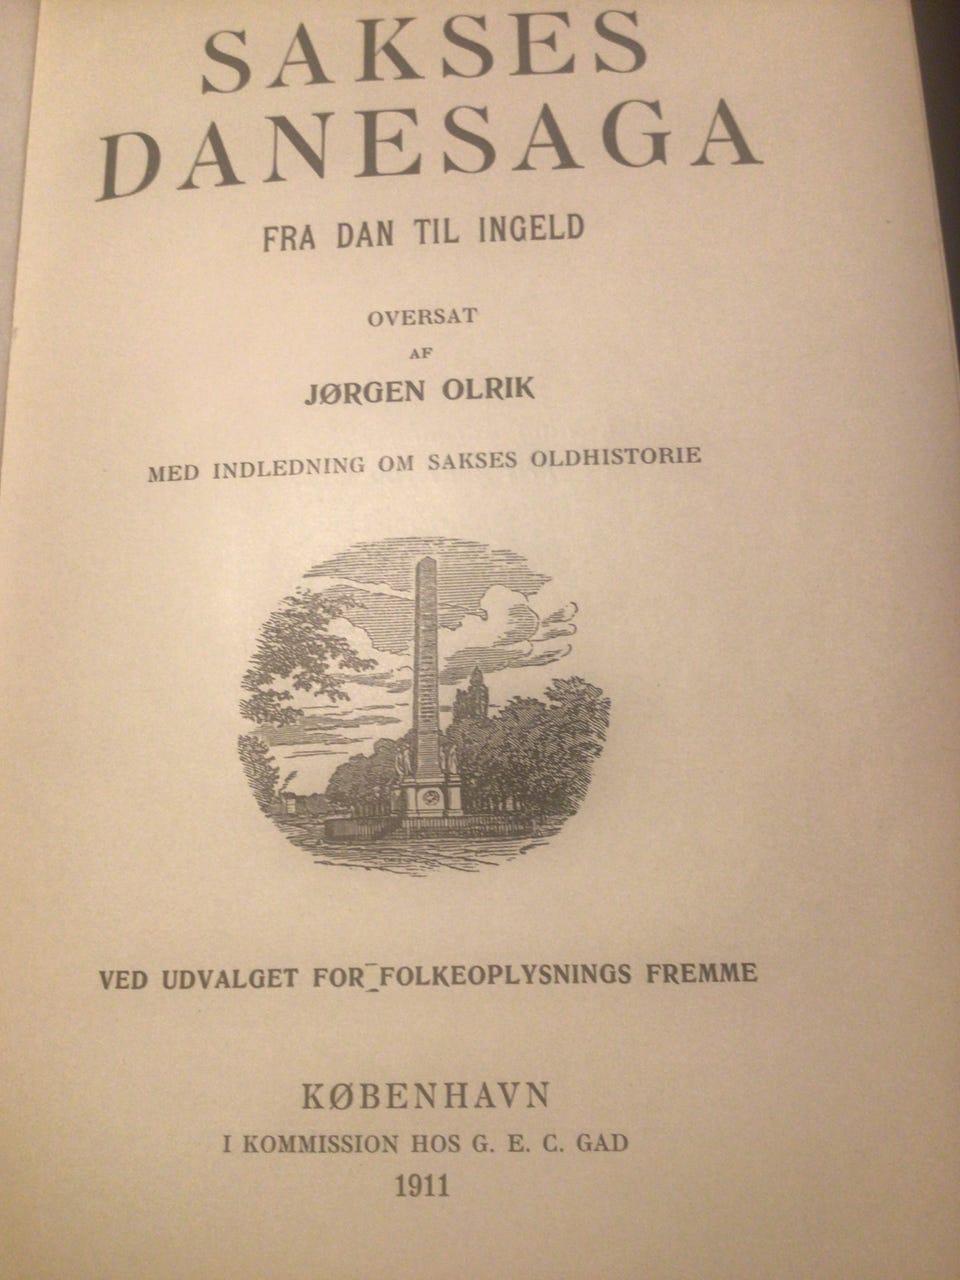 SAKSES
DANESAGA
FRA DAN TIL INGELD
OVERSAT
AF
JØRGEN OLRIK
MED INDLEDNING OM SAKSES OLDHISTORIE
VED UDVALGET FOR FOLKEOPLYSNINGS FREMME
KØBENHAVN
I KOMMISSION HOS G. E. C. GAD
1911